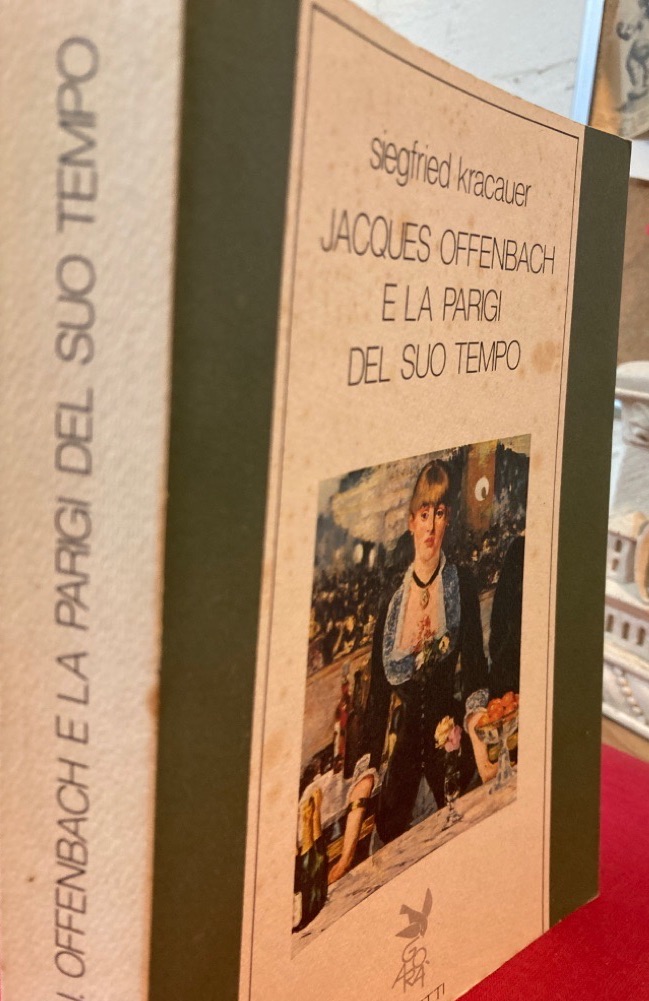 siegfried kracauer
JACQUES OFFENBACH
E LA PARIGI
DEL SUO TEMPO
OFFENBACH E LA PARIGI DEL SUO TEMPO